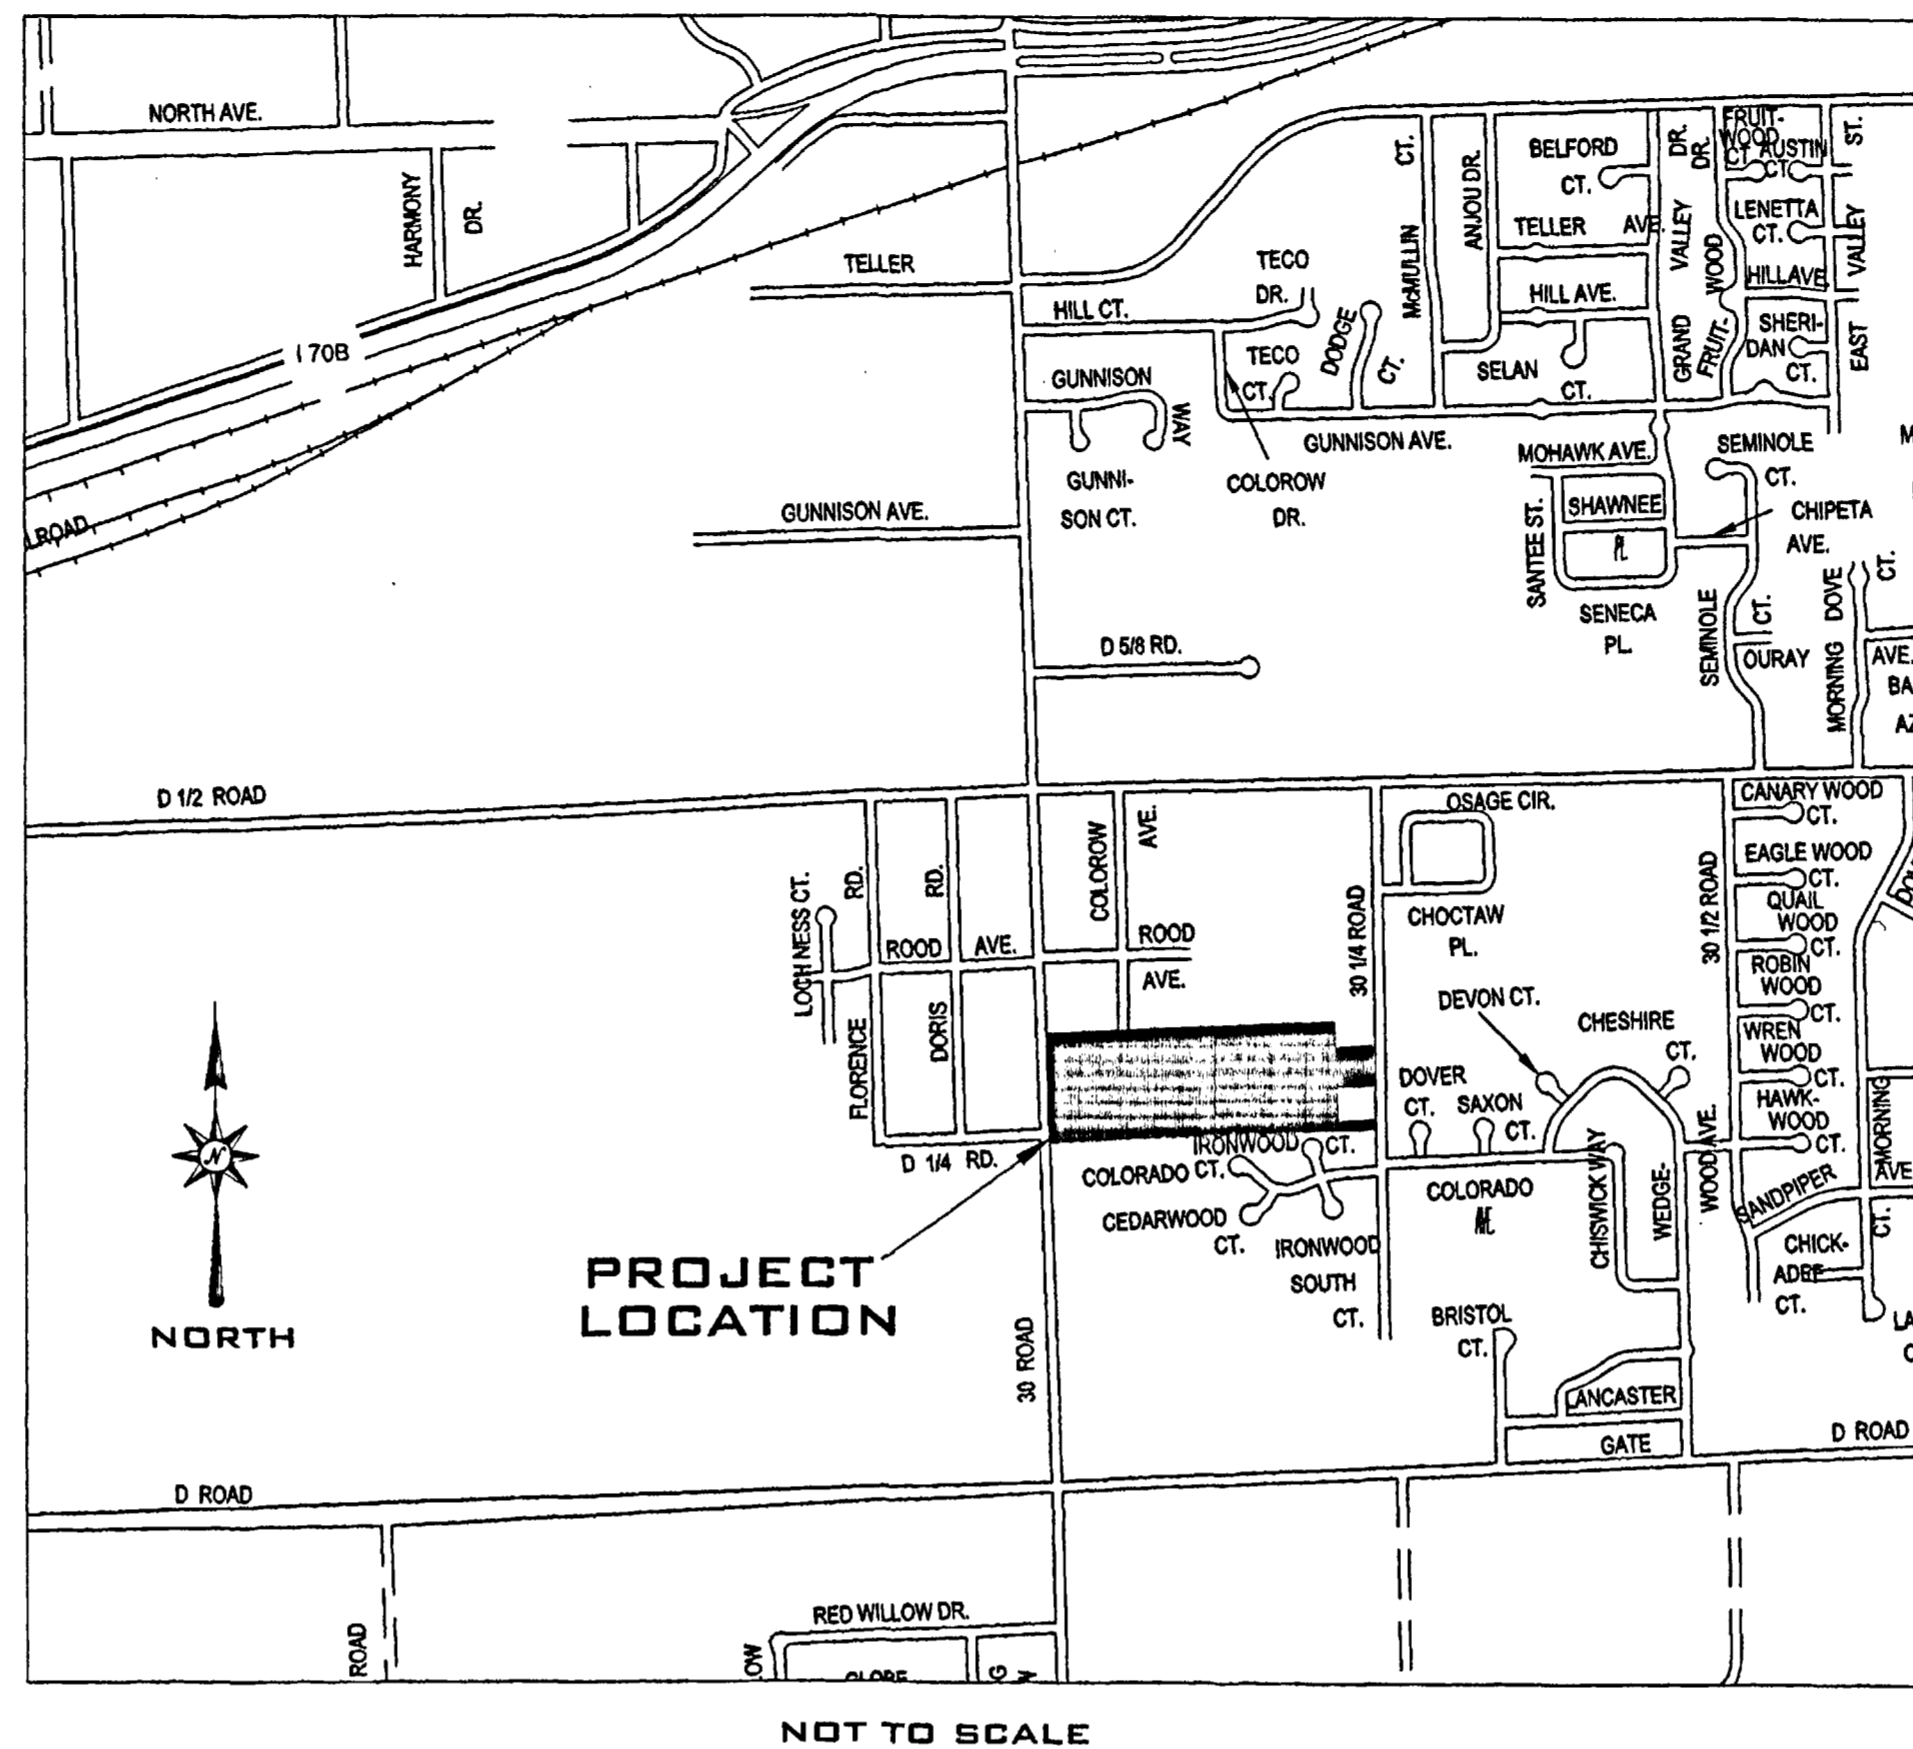 NORTH AVE.
HARMONY
DR.
I 70B
LROAD
TELLER
GUNNISON AVE.
HILL CT.
TECO
DR.
TECO
CT.
DODGE
CT.
GUNNISON
WAY
GUNNI-
SON CT.
COLOROW
DR.
GUNNISON AVE.
McMULIN
CT.
ANJOU DR.
BELFORD
CT.
TELLER AVE.
HILL AVE.
SELAN
CT.
GRAND VALLEY DR.
FRUIT-
WOOD
DR.
FRUIT-
WOOD
CT.
AUSTIN
CT.
LENETTA
CT.
HILL AVE
SHERI-
DAN
CT.
EAST VALLEY ST.
MOHAWK AVE.
SHAWNEE
PL
SANTEE ST.
SENECA
PL.
SEMINOLE
CT.
CHIPETA
AVE.
SEMINOLE CT.
OURAY
MORNING DOVE CT.
M
AVE.
BA
AZ
D 5/8 RD.
D 1/2 ROAD
LOCH NESS CT.
FLORENCE RD.
DORIS RD.
ROOD AVE.
COLOROW AVE.
ROOD
AVE.
30 1/4 ROAD
OSAGE CIR.
CHOCTAW
PL.
30 1/2 ROAD
CANARY WOOD
CT.
EAGLE WOOD
CT.
QUAIL
WOOD
CT.
ROBIN
WOOD
CT.
WREN
WOOD
CT.
HAWK-
WOOD
CT.
DEVON CT.
CHESHIRE
CT.
DOVER
CT.
SAXON
CT.
D 1/4 RD.
IRONWOOD CT.
COLORADO CT.
CEDARWOOD
CT.
IRONWOOD
SOUTH
CT.
COLORADO
AVE
CHISWICK WAY
WEDGE-
WOOD AVE.
SANDPIPER AVE
MORNING
CT.
CHICK-
ADEE
CT.
LA
C
BRISTOL
CT.
LANCASTER
GATE
D ROAD
PROJECT
LOCATION
N
NORTH
30 ROAD
D ROAD
ROAD
RED WILLOW DR.
OW
G
NOT TO SCALE